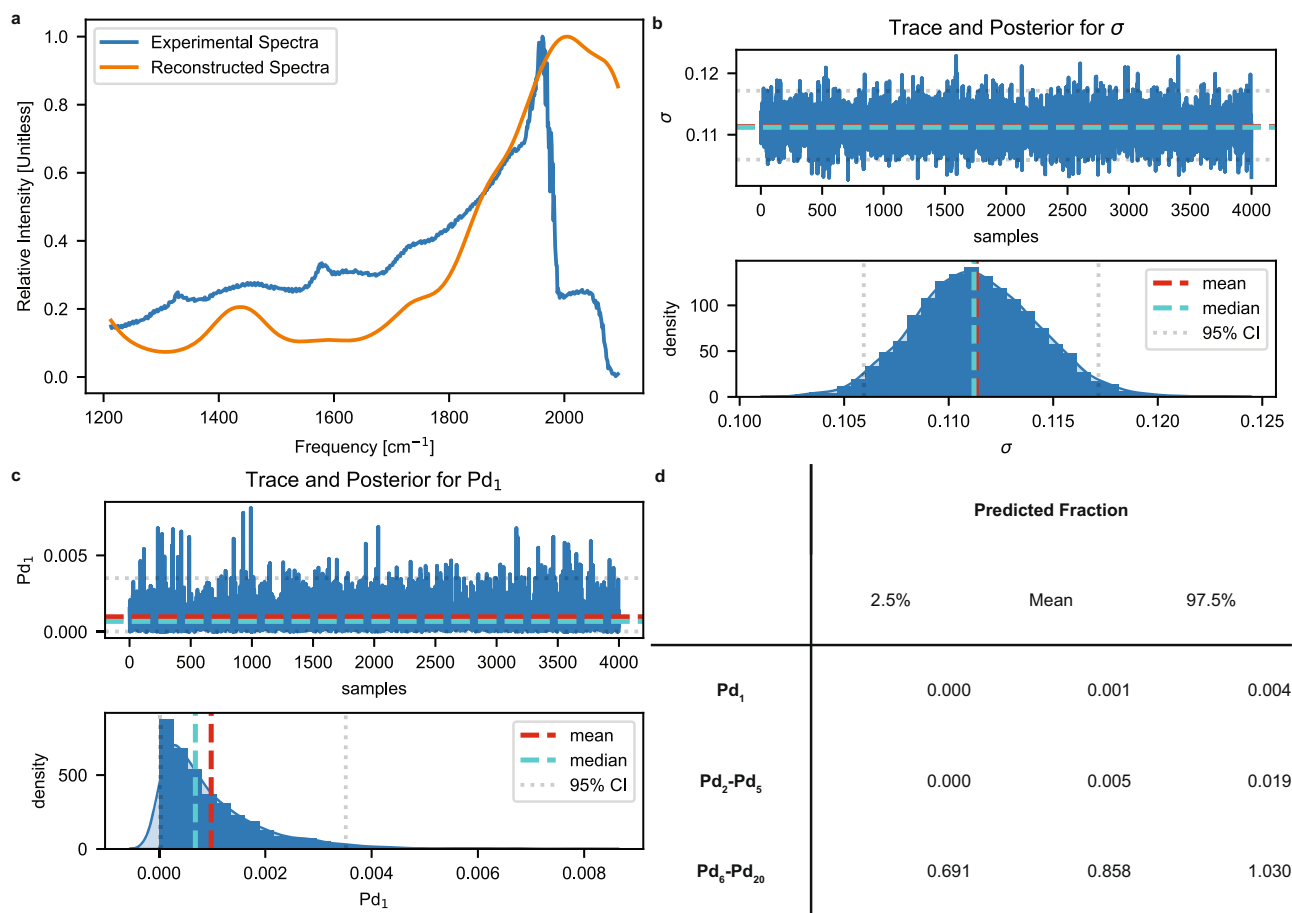 a
Experimental Spectra
Reconstructed Spectra
Relative Intensity [Unitless]
1.0
0.8
0.6
0.4
0.2
0.0
1200 1400 1600 1800 2000
Frequency [cm⁻¹]
b
Trace and Posterior for σ
σ
0.12
0.11
0 500 1000 1500 2000 2500 3000 3500 4000
samples
density
100
50
0
mean
median
95% CI
0.100 0.105 0.110 0.115 0.120 0.125
σ
c
Trace and Posterior for Pd₁
Pd₁
0.005
0.000
0 500 1000 1500 2000 2500 3000 3500 4000
samples
density
500
0
mean
median
95% CI
0.000 0.002 0.004 0.006 0.008
Pd₁
d
Predicted Fraction
2.5% Mean 97.5%
Pd₁ 0.000 0.001 0.004
Pd₂-Pd₅ 0.000 0.005 0.019
Pd₆-Pd₂₀ 0.691 0.858 1.030